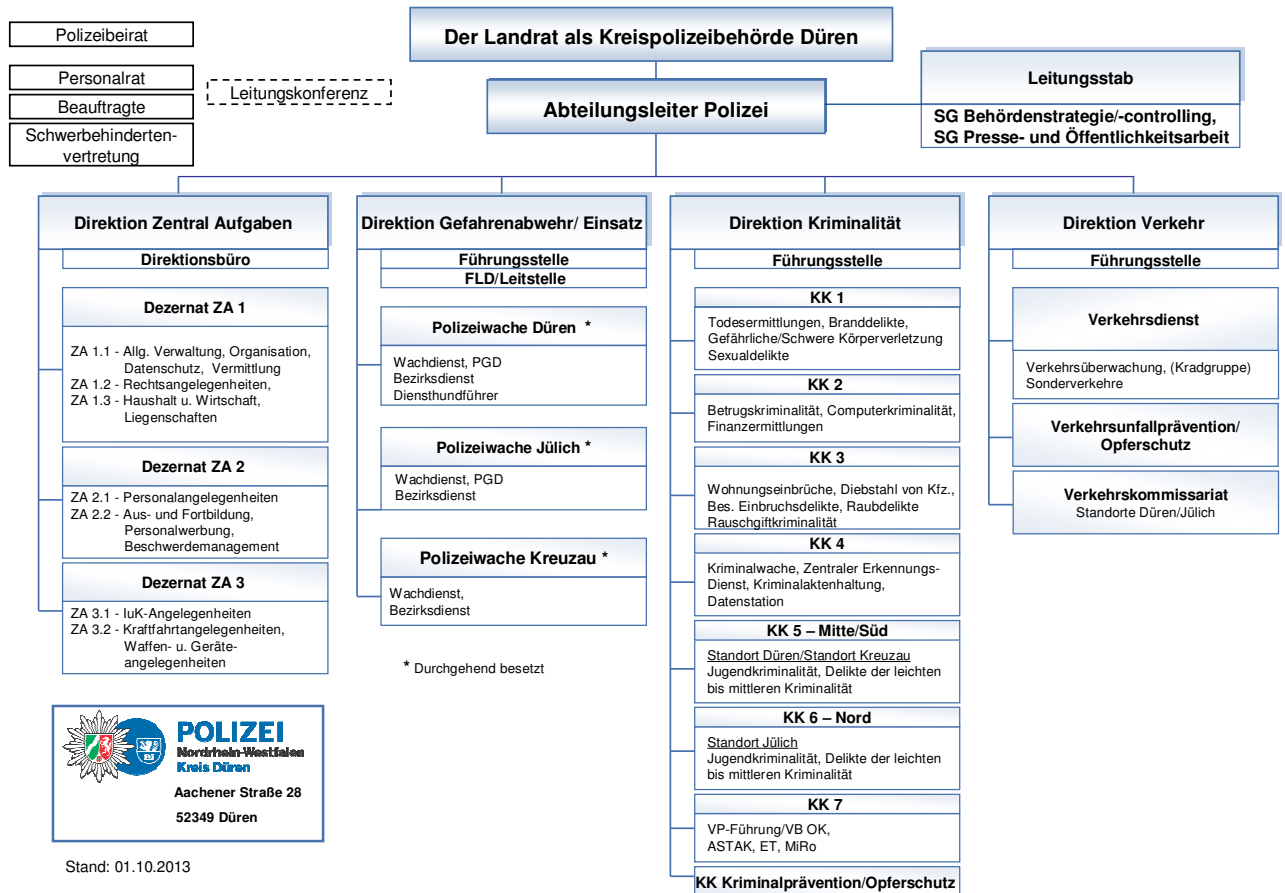 Polizeibeirat
Personalrat
Beauftragte
Schwerbehinderten-
vertretung
Leitungskonferenz
Der Landrat als Kreispolizeibehörde Düren
Abteilungsleiter Polizei
Leitungsstab
SG Behördenstrategie/-controlling,
SG Presse- und Öffentlichkeitsarbeit
Direktion Zentral Aufgaben
Direktionsbüro
Dezernat ZA 1
ZA 1.1 - Allg. Verwaltung, Organisation,
Datenschutz, Vermittlung
ZA 1.2 - Rechtsangelegenheiten,
ZA 1.3 - Haushalt u. Wirtschaft,
Liegenschaften
Dezernat ZA 2
ZA 2.1 - Personalangelegenheiten
ZA 2.2 - Aus- und Fortbildung,
Personalwerbung,
Beschwerdemanagement
Dezernat ZA 3
ZA 3.1 - IuK-Angelegenheiten
ZA 3.2 - Kraftfahrtangelegenheiten,
Waffen- u. Geräte-
angelegenheiten
Direktion Gefahrenabwehr/ Einsatz
Führungsstelle
FLD/Leitstelle
Polizeiwache Düren *
Wachdienst, PGD
Bezirksdienst
Diensthundführer
Polizeiwache Jülich *
Wachdienst, PGD
Bezirksdienst
Polizeiwache Kreuzau *
Wachdienst,
Bezirksdienst
* Durchgehend besetzt
Direktion Kriminalität
Führungsstelle
KK 1
Todesermittlungen, Branddelikte,
Gefährliche/Schwere Körperverletzung
Sexualdelikte
KK 2
Betrugskriminalität, Computerkriminalität,
Finanzermittlungen
KK 3
Wohnungseinbrüche, Diebstahl von Kfz.,
Bes. Einbruchsdelikte, Raubdelikte
Rauschgiftkriminalität
KK 4
Kriminalwache, Zentraler Erkennungs-
Dienst, Kriminalaktenhaltung,
Datenstation
KK 5 – Mitte/Süd
Standort Düren/Standort Kreuzau
Jugendkriminalität, Delikte der leichten
bis mittleren Kriminalität
KK 6 – Nord
Standort Jülich
Jugendkriminalität, Delikte der leichten
bis mittleren Kriminalität
KK 7
VP-Führung/VB OK,
ASTAK, ET, MiRo
KK Kriminalprävention/Opferschutz
Direktion Verkehr
Führungsstelle
Verkehrsdienst
Verkehrsüberwachung, (Kradgruppe)
Sonderverkehre
Verkehrsunfallprävention/
Opferschutz
Verkehrskommissariat
Standorte Düren/Jülich
POLIZEI
Nordrhein-Westfalen
Kreis Düren
Aachener Straße 28
52349 Düren
Stand: 01.10.2013